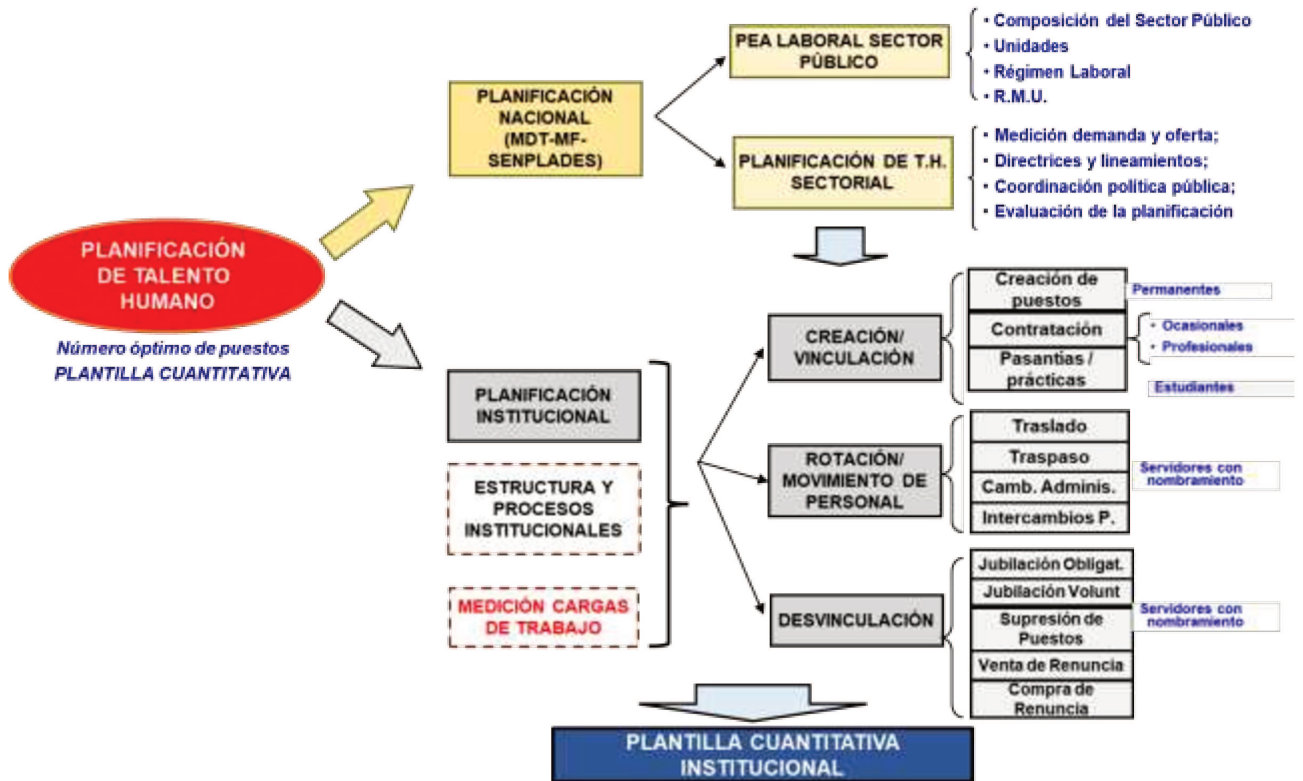 PLANIFICACIÓN
DE TALENTO
HUMANO
Número óptimo de puestos
PLANTILLA CUANTITATIVA
PLANIFICACIÓN
NACIONAL
(MDT-MF-
SENPLADES)
PEA LABORAL SECTOR
PÚBLICO
• Composición del Sector Público
• Unidades
• Régimen Laboral
• R.M.U.
PLANIFICACIÓN DE T.H.
SECTORIAL
• Medición demanda y oferta;
• Directrices y lineamientos;
• Coordinación política pública;
• Evaluación de la planificación
PLANIFICACIÓN
INSTITUCIONAL
ESTRUCTURA Y
PROCESOS
INSTITUCIONALES
MEDICIÓN CARGAS
DE TRABAJO
CREACIÓN/
VINCULACIÓN
Creación de
puestos
Permanentes
Contratación
• Ocasionales
• Profesionales
Pasantías /
prácticas
Estudiantes
ROTACIÓN/
MOVIMIENTO DE
PERSONAL
Traslado
Traspaso
Camb. Adminis.
Intercambios P.
Servidores con
nombramiento
DESVINCULACIÓN
Jubilación Obligat.
Jubilación Volunt
Supresión de
Puestos
Venta de Renuncia
Compra de
Renuncia
Servidores con
nombramiento
PLANTILLA CUANTITATIVA
INSTITUCIONAL